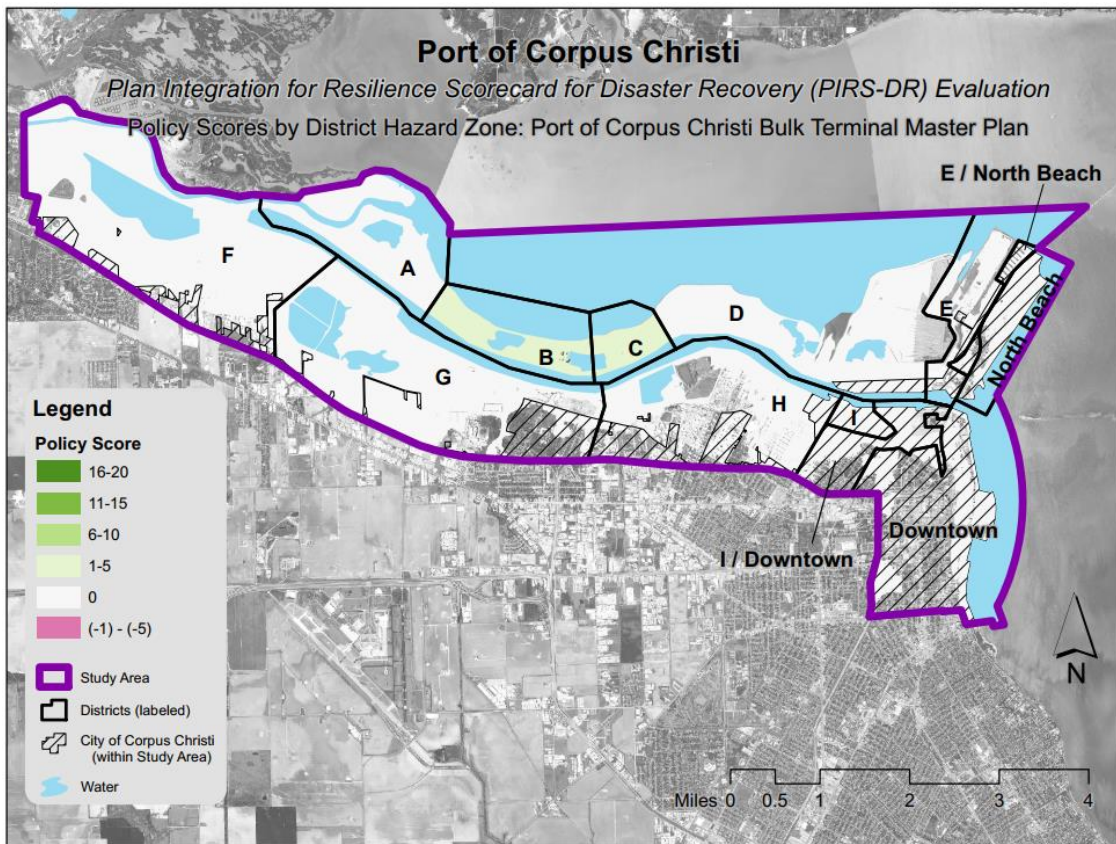 Port of Corpus Christi
Plan Integration for Resilience Scorecard for Disaster Recovery (PIRS-DR) Evaluation
Policy Scores by District Hazard Zone: Port of Corpus Christi Bulk Terminal Master Plan
E / North Beach
F
A
D
E
North Beach
B
C
G
H
I
Downtown
I / Downtown
Legend
Policy Score
16-20
11-15
6-10
1-5
0
(-1) - (-5)
Study Area
Districts (labeled)
City of Corpus Christi
(within Study Area)
Water
N
Miles 0 0.5 1 2 3 4